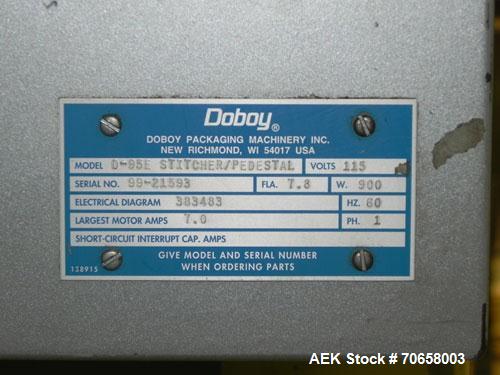 Doboy®
DOBOY PACKAGING MACHINERY INC.
NEW RICHMOND, WI 54017 USA
MODEL D-95E STITCHER/PEDESTAL VOLTS 115
SERIAL NO. 99-21593 FLA. 7.8 W. 900
ELECTRICAL DIAGRAM 383483 HZ. 60
LARGEST MOTOR AMPS 7.0 PH. 1
SHORT-CIRCUIT INTERRUPT CAP. AMPS
GIVE MODEL AND SERIAL NUMBER
WHEN ORDERING PARTS
138915
AEK Stock # 70658003